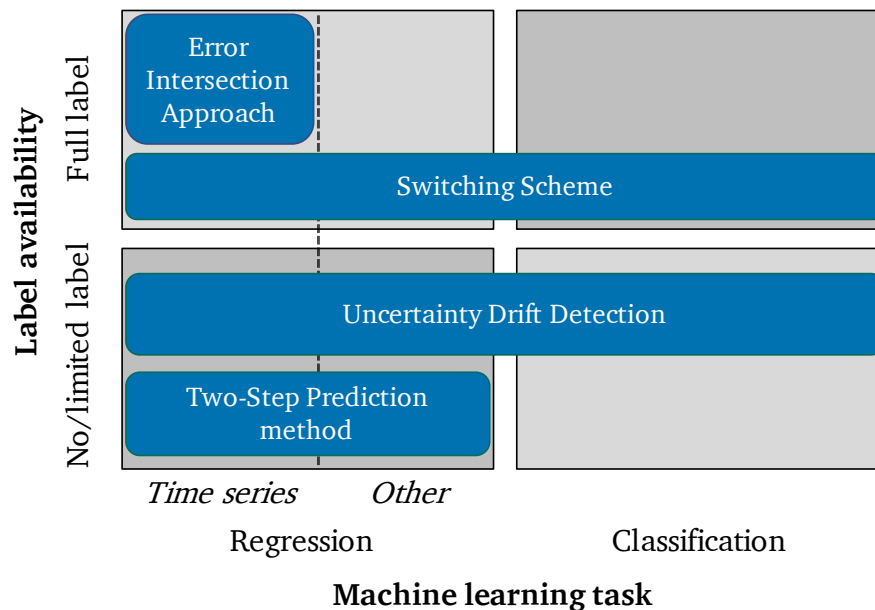 Label availability
Full label
No/limited label
Error
Intersection
Approach
Switching Scheme
Uncertainty Drift Detection
Two-Step Prediction
method
Time series
Other
Regression
Classification
Machine learning task